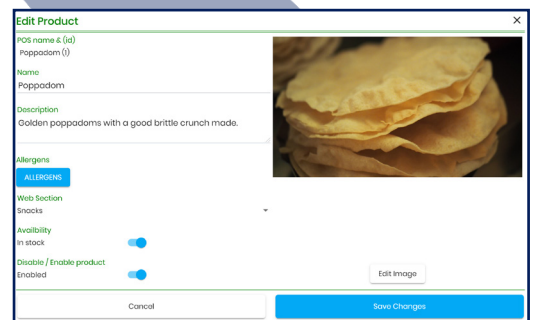 Edit Product
POS name & (id)
Poppadom (1)
Name
Poppadom
Description
Golden poppadoms with a good brittle crunch made.
Allergens
ALLERGENS
Web Section
Snacks
Availbility
In stock
Disable / Enable product
Enabled
Edit Image
Cancel
Save Changes